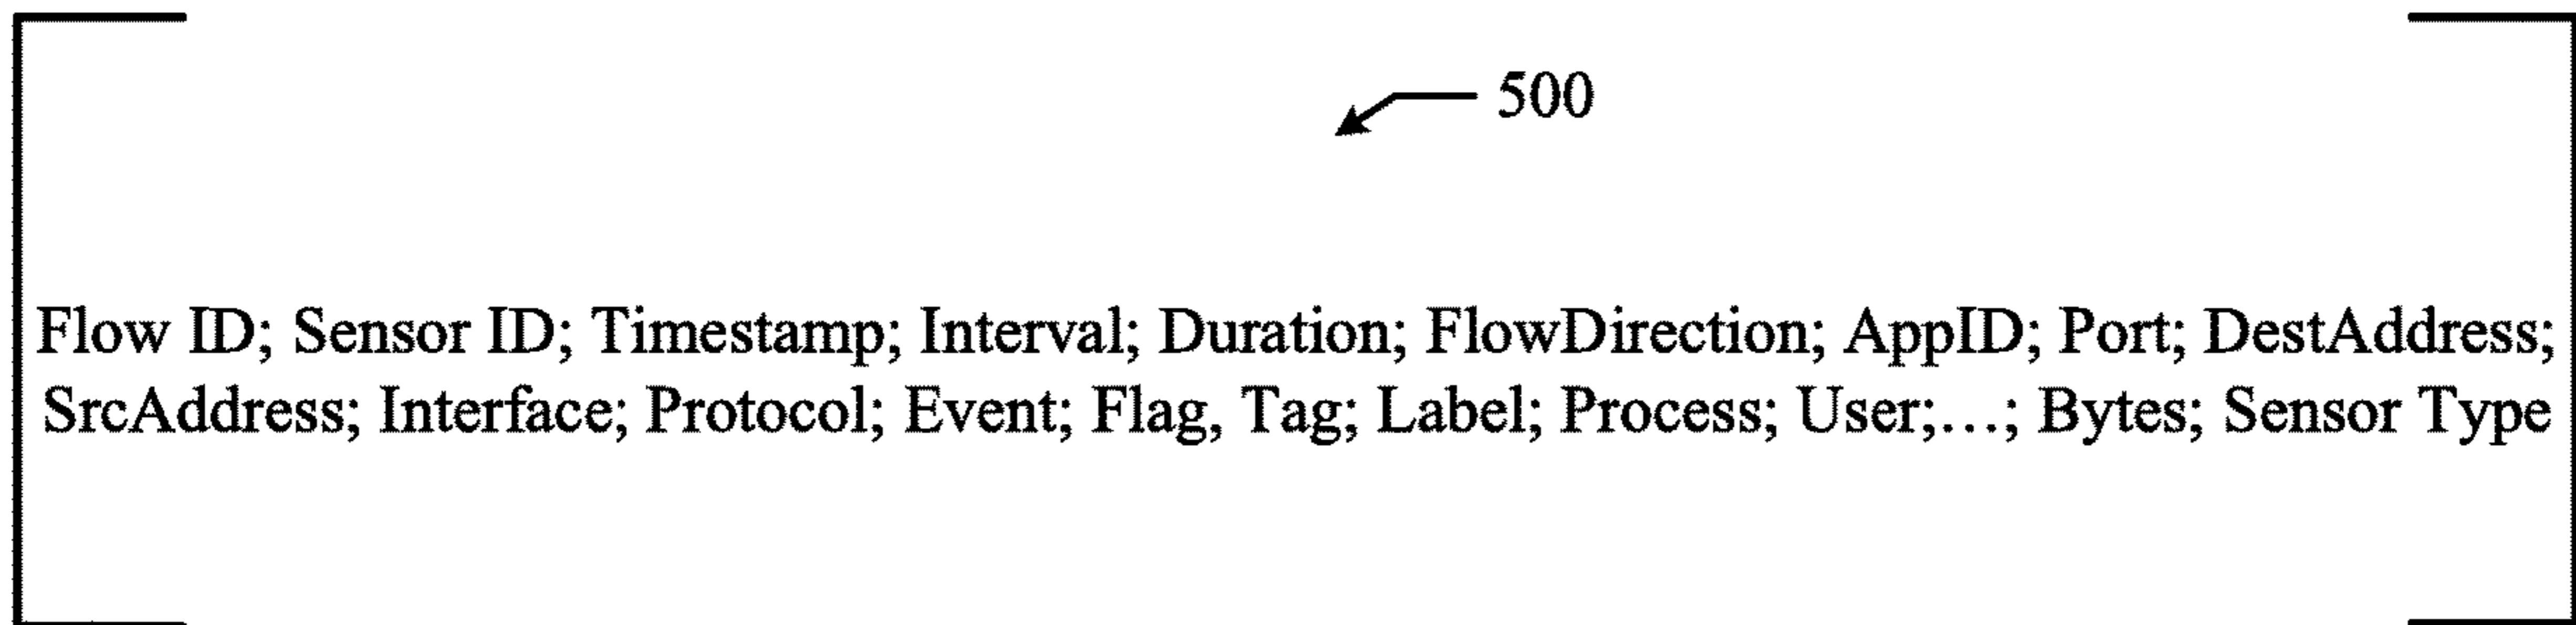 500
Flow ID; Sensor ID; Timestamp; Interval; Duration; FlowDirection; AppID; Port; DestAddress;
SrcAddress; Interface; Protocol; Event; Flag, Tag; Label; Process; User;...; Bytes; Sensor Type